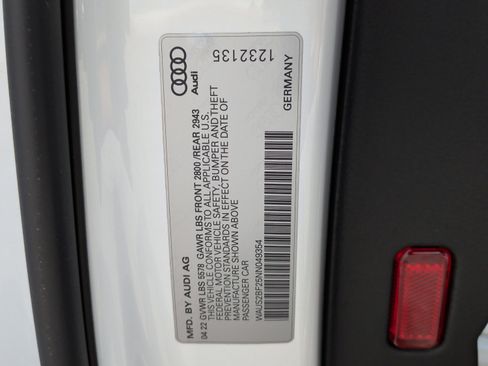 MFD. BY AUDI AG
04 22 GVWR LBS 5578 GAWR LBS FRONT 2800 /REAR 2943
THIS VEHICLE CONFORMS TO ALL APPLICABLE U.S.
FEDERAL MOTOR VEHICLE SAFETY, BUMPER AND THEFT
PREVENTION STANDARDS IN EFFECT ON THE DATE OF
MANUFACTURE SHOWN ABOVE
PASSENGER CAR
WAUS2BF25NN049354
Audi
1232135
GERMANY